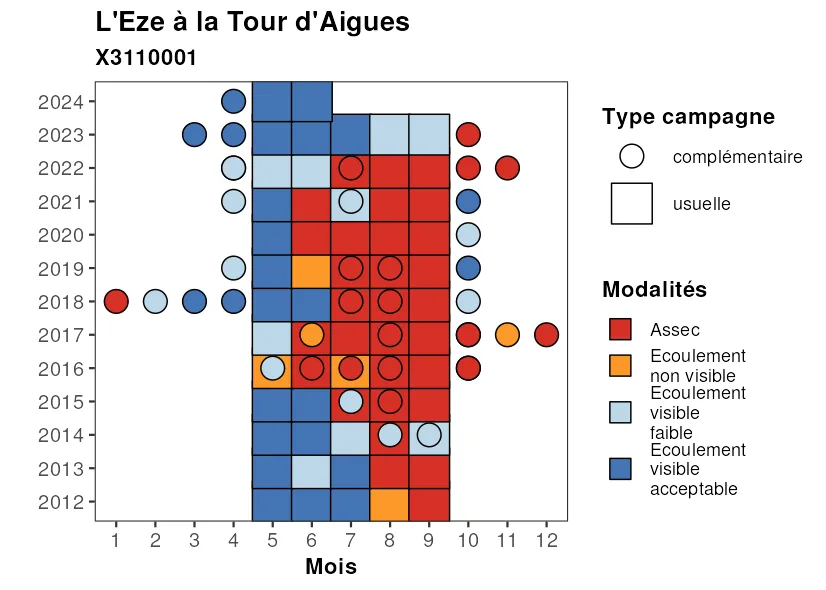 L'Eze à la Tour d'Aigues
X3110001
2024
2023
2022
2021
2020
2019
2018
2017
2016
2015
2014
2013
2012
1 2 3 4 5 6 7 8 9 10 11 12
Mois
Type campagne
complémentaire
usuelle
Modalités
Assec
Ecoulement
non visible
Ecoulement
visible
faible
Ecoulement
visible
acceptable